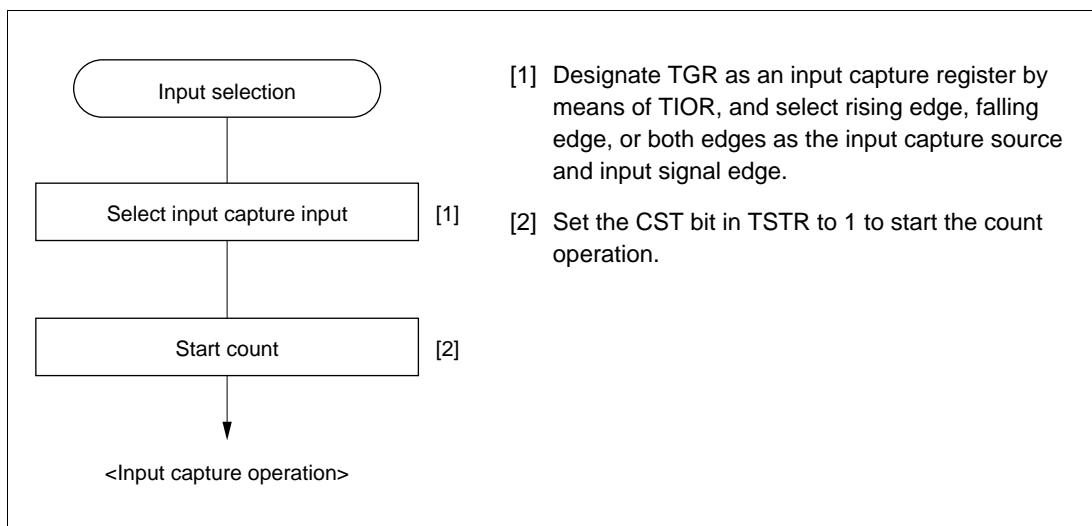 Input selection
Select input capture input
[1]
Start count
[2]
<Input capture operation>
[1] Designate TGR as an input capture register by
means of TIOR, and select rising edge, falling
edge, or both edges as the input capture source
and input signal edge.
[2] Set the CST bit in TSTR to 1 to start the count
operation.